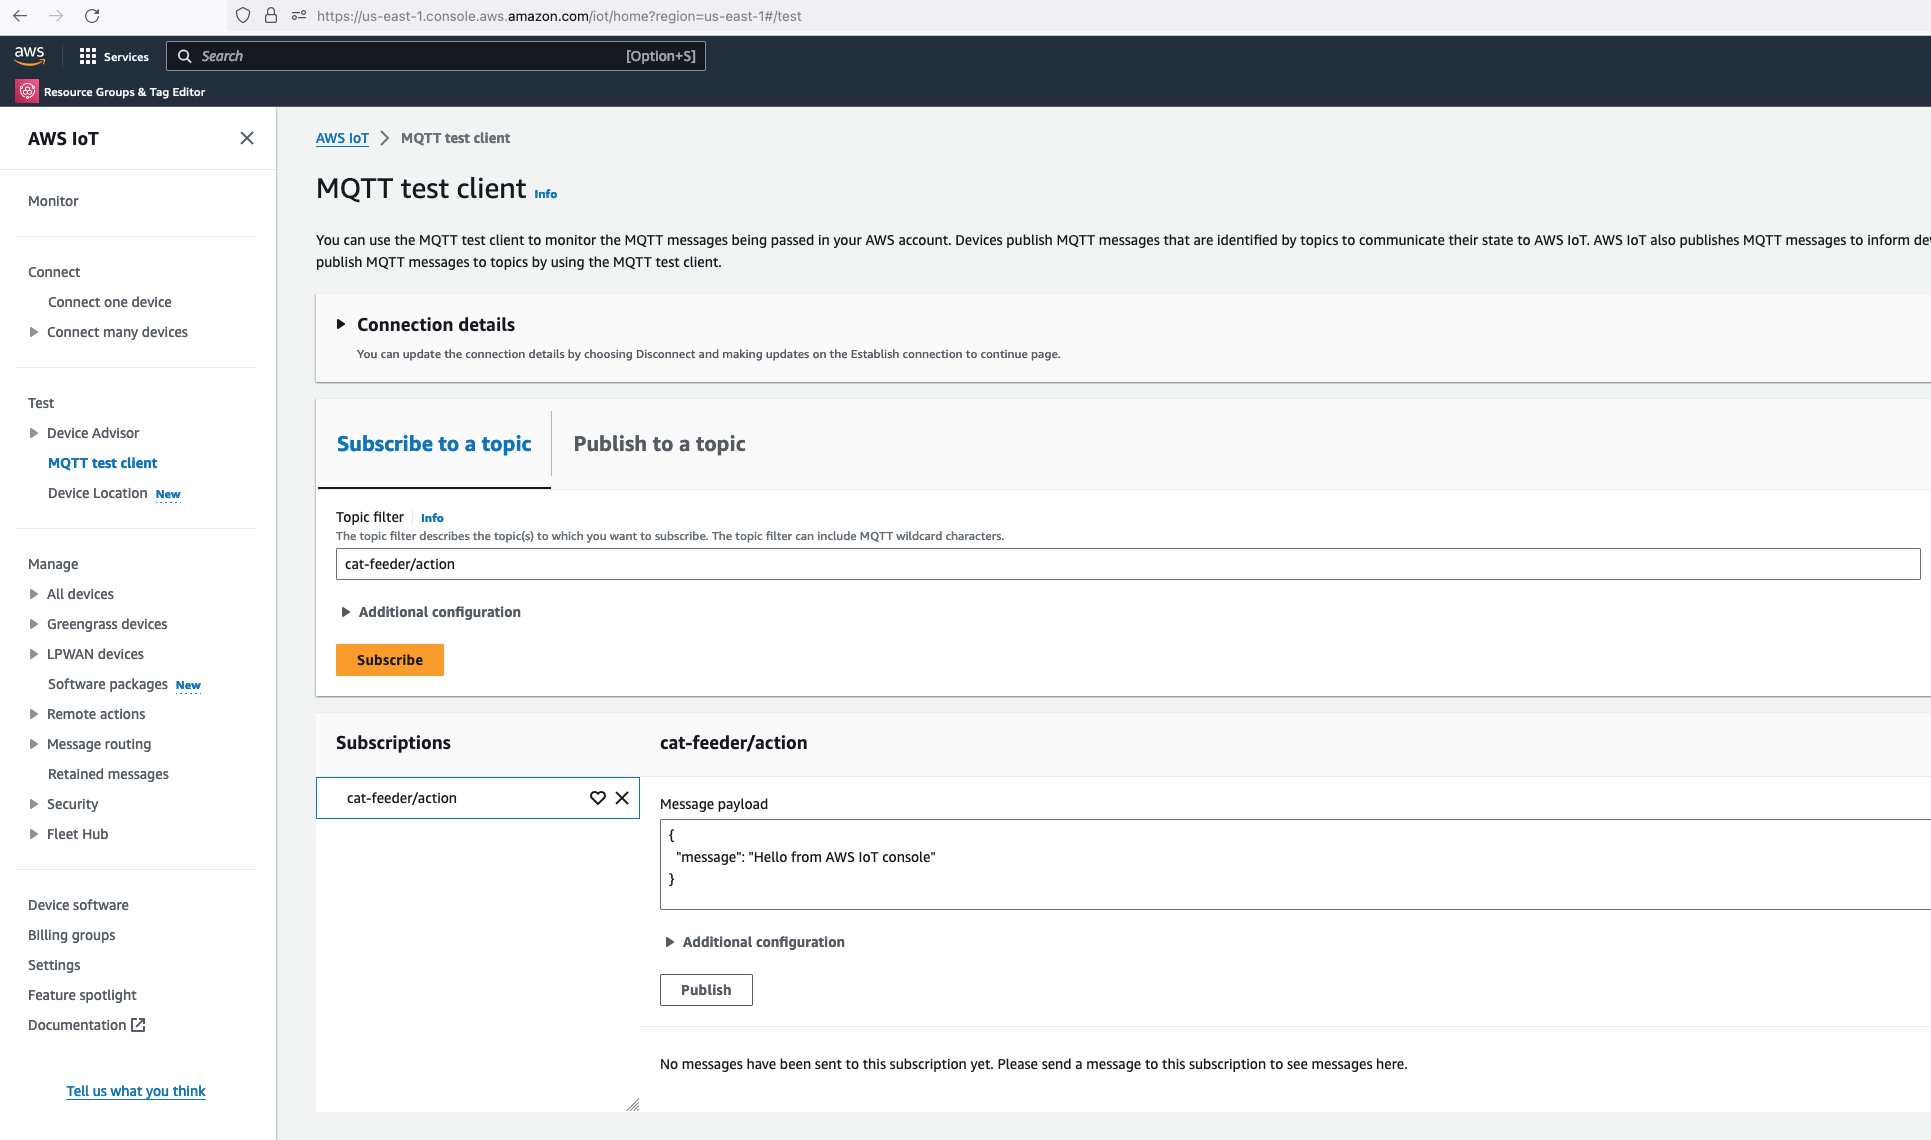 https://us-east-1.console.aws.amazon.com/iot/home?region=us-east-1#/test
aws
Services
Search
[Option+S]
Resource Groups & Tag Editor
AWS IoT
Monitor
Connect
Connect one device
Connect many devices
Test
Device Advisor
MQTT test client
Device Location New
Manage
All devices
Greengrass devices
LPWAN devices
Software packages New
Remote actions
Message routing
Retained messages
Security
Fleet Hub
Device software
Billing groups
Settings
Feature spotlight
Documentation
Tell us what you think
AWS IoT
MQTT test client
MQTT test client Info
You can use the MQTT test client to monitor the MQTT messages being passed in your AWS account. Devices publish MQTT messages that are identified by topics to communicate their state to AWS IoT. AWS IoT also publishes MQTT messages to inform de
publish MQTT messages to topics by using the MQTT test client.
Connection details
You can update the connection details by choosing Disconnect and making updates on the Establish connection to continue page.
Subscribe to a topic
Publish to a topic
Topic filter Info
The topic filter describes the topic(s) to which you want to subscribe. The topic filter can include MQTT wildcard characters.
cat-feeder/action
Additional configuration
Subscribe
Subscriptions
cat-feeder/action
cat-feeder/action
Message payload
{
"message": "Hello from AWS IoT console"
}
Additional configuration
Publish
No messages have been sent to this subscription yet. Please send a message to this subscription to see messages here.